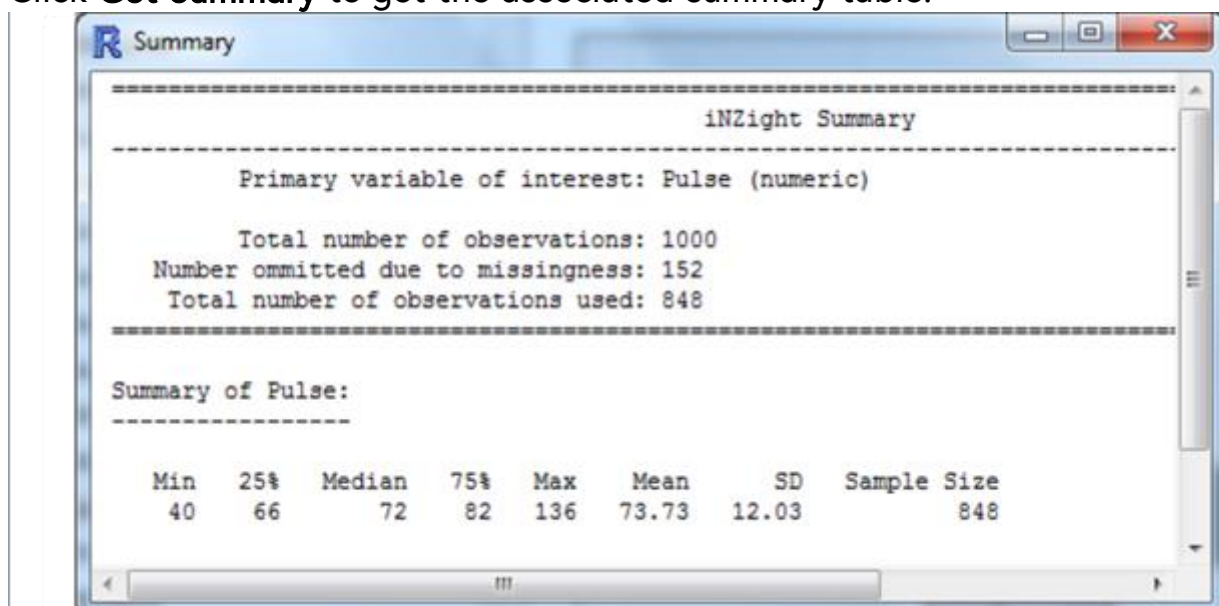 Click Get Summary to get the associated summary table.
Summary
iNZight Summary
Primary variable of interest: Pulse (numeric)
Total number of observations: 1000
Number ommitted due to missingness: 152
Total number of observations used: 848
Summary of Pulse:
Min 25% Median 75% Max Mean SD Sample Size
40 66 72 82 136 73.73 12.03 848